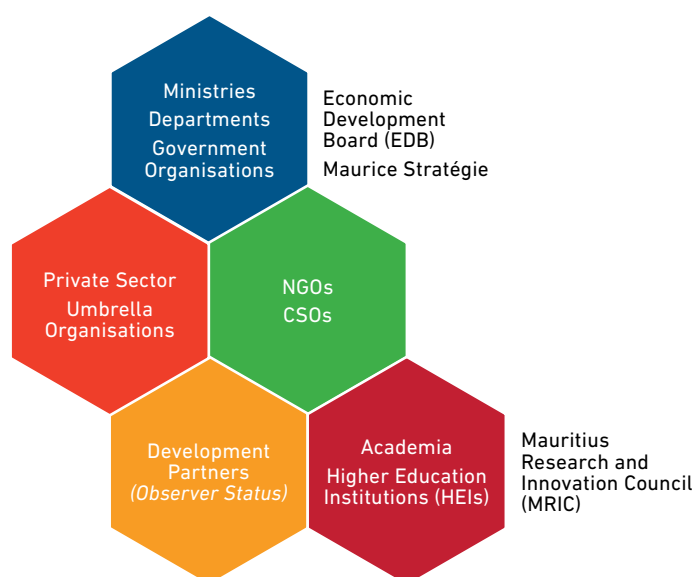 Ministries
Departments
Government
Organisations
Economic
Development
Board (EDB)
Maurice Stratégie
Private Sector
Umbrella
Organisations
NGOs
CSOs
Development
Partners
(Observer Status)
Academia
Higher Education
Institutions (HEIs)
Mauritius
Research and
Innovation Council
(MRIC)